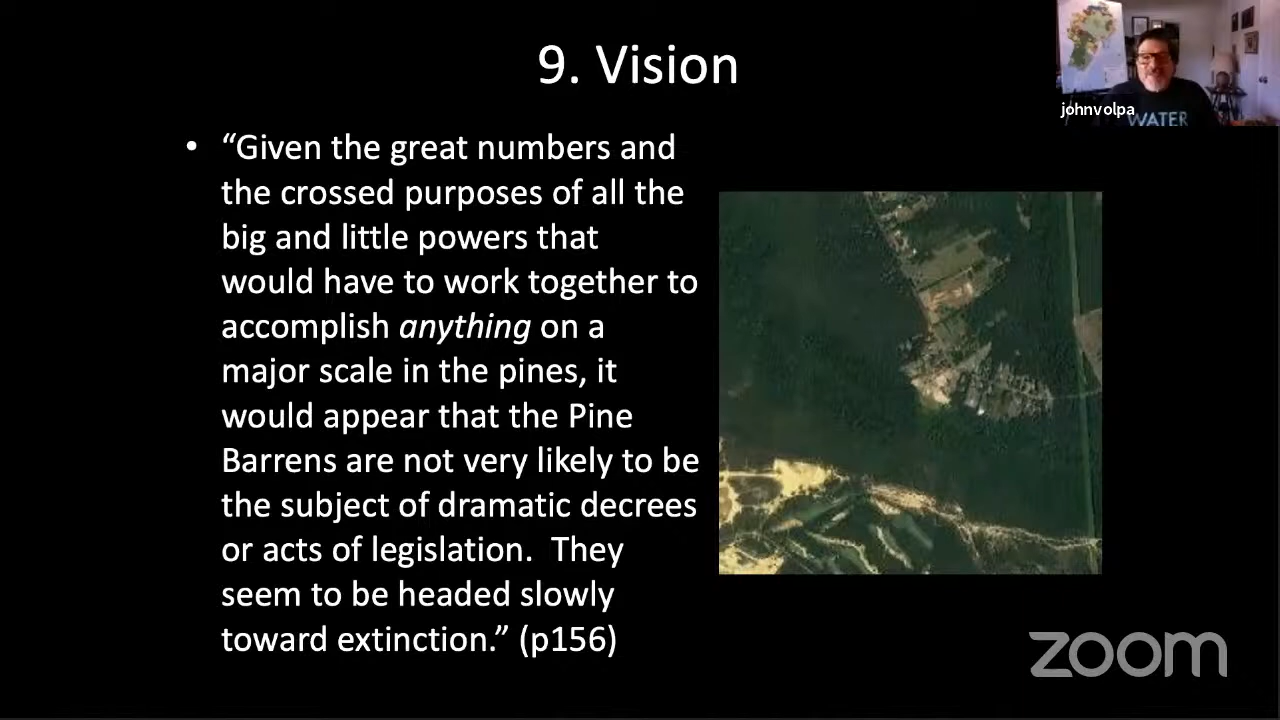 9. Vision
johnvolpa
WATER
• “Given the great numbers and
the crossed purposes of all the
big and little powers that
would have to work together to
accomplish anything on a
major scale in the pines, it
would appear that the Pine
Barrens are not very likely to be
the subject of dramatic decrees
or acts of legislation.  They
seem to be headed slowly
toward extinction.” (p156)
zoom